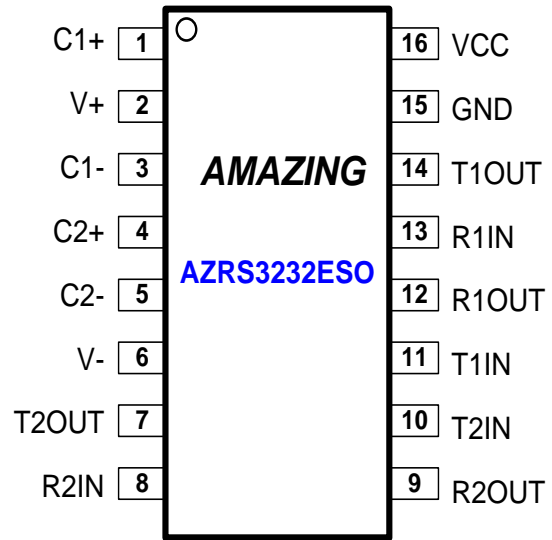 C1+ 1 16 VCC
V+ 2 15 GND
C1- 3 AMAZING 14 T1OUT
C2+ 4 13 R1IN
AZRS3232ESO
C2- 5 12 R1OUT
V- 6 11 T1IN
T2OUT 7 10 T2IN
R2IN 8 9 R2OUT